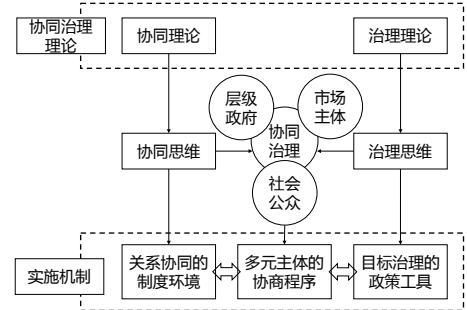 协同治理
理论
协同理论
治理理论
层级
政府
市场
主体
协同思维
协同
治理
治理思维
社会
公众
实施机制
关系协同的
制度环境
多元主体的
协商程序
目标治理的
政策工具